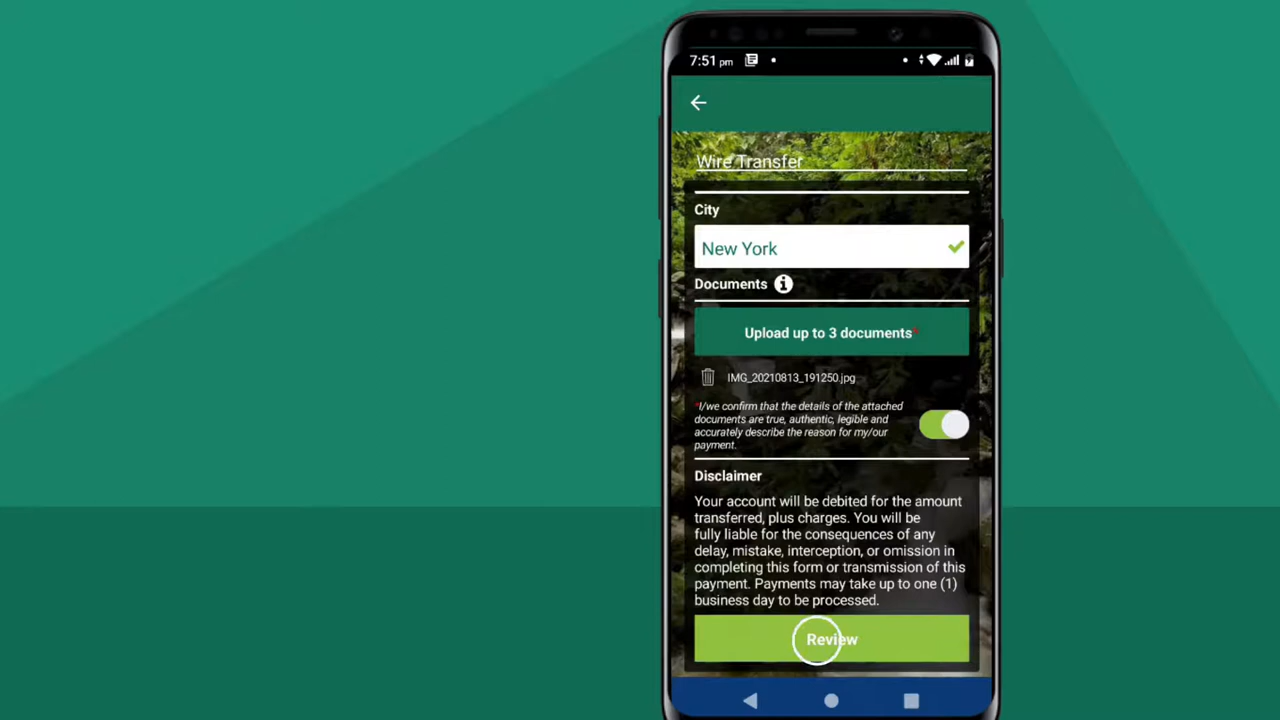 7:51 pm
Wire Transfer
City
New York
Documents i
Upload up to 3 documents*
IMG_20210813_191250.jpg
*I/we confirm that the details of the attached
documents are true, authentic, legible and
accurately describe the reason for my/our
payment.
Disclaimer
Your account will be debited for the amount
transferred, plus charges. You will be
fully liable for the consequences of any
delay, mistake, interception, or omission in
completing this form or transmission of this
payment. Payments may take up to one (1)
business day to be processed.
Review